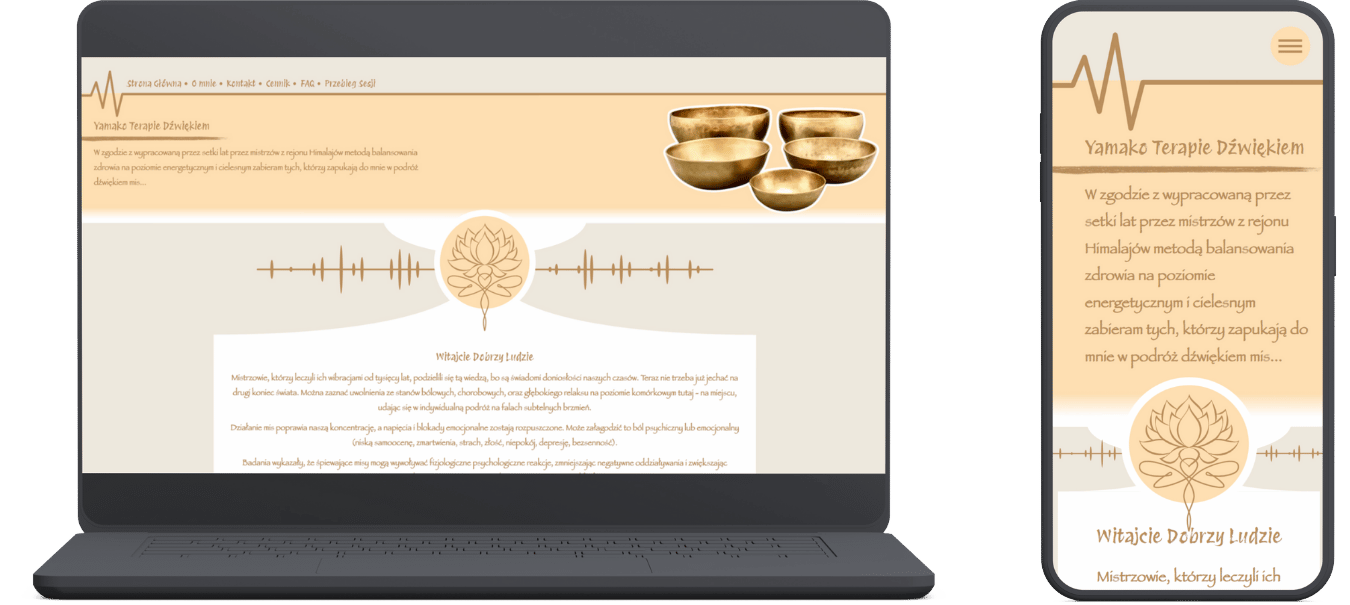 Strona Główna • O mnie • Kontakt • Cennik • FAQ • Przebieg Sesji
Yamako Terapie Dźwiękiem
W zgodzie z wypracowaną przez setki lat przez mistrzów z rejonu Himalajów metodą balansowania
zdrowia na poziomie energetycznym i cielesnym zabieram tych, którzy zapukają do mnie w podróż
dźwiękiem mis...
Witajcie Dobrzy Ludzie
Mistrzowie, którzy leczyli ich wibracjami od tysięcy lat, podzielili się tą wiedzą, bo są świadomi doniosłości naszych czasów. Teraz nie trzeba już jechać na
drugi koniec świata. Można zaznać uwolnienia ze stanów bólowych, chorobowych, oraz głębokiego relaksu na poziomie komórkowym tutaj - na miejscu,
udając się w indywidualną podróż na falach subtelnych brzmień.
Działanie mis poprawia naszą koncentrację, a napięcia i blokady emocjonalne zostają rozpuszczone. Może załagodzić to ból psychiczny lub emocjonalny
(niską samoocenę, zmartwienia, strach, złość, niepokój, depresję, bezsenność).
Badania wykazały, że śpiewające misy mogą wywoływać fizjologiczne psychologiczne reakcje, zmniejszając negatywne oddziaływania i zwiększając
Yamako Terapie Dźwiękiem
W zgodzie z wypracowaną przez
setki lat przez mistrzów z rejonu
Himalajów metodą balansowania
zdrowia na poziomie
energetycznym i cielesnym
zabieram tych, którzy zapukają do
mnie w podróż dźwiękiem mis...
Witajcie Dobrzy Ludzie
Mistrzowie, którzy leczyli ich